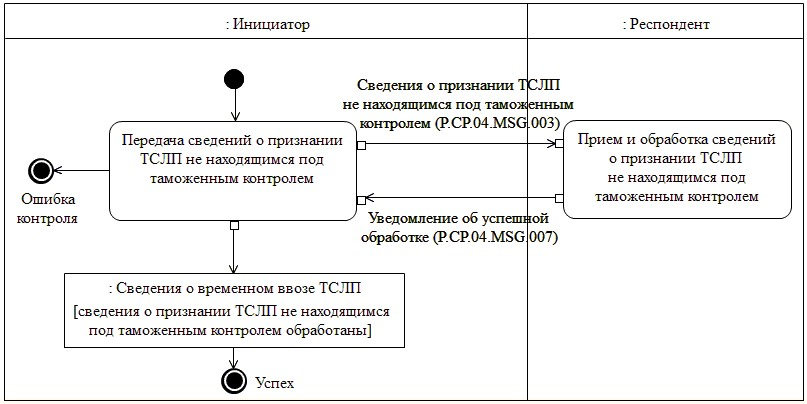 : Инициатор
: Респондент
Сведения о признании ТСЛП
не находящимся под таможенным
контролем (P.CP.04.MSG.003)
Передача сведений о признании
ТСЛП не находящимся под
таможенным контролем
Прием и обработка сведений
о признании ТСЛП
не находящимся под
таможенным контролем
Ошибка
контроля
Уведомление об успешной
обработке (P.CP.04.MSG.007)
: Сведения о временном ввозе ТСЛП
[сведения о признании ТСЛП не находящимся
под таможенным контролем обработаны]
Успех